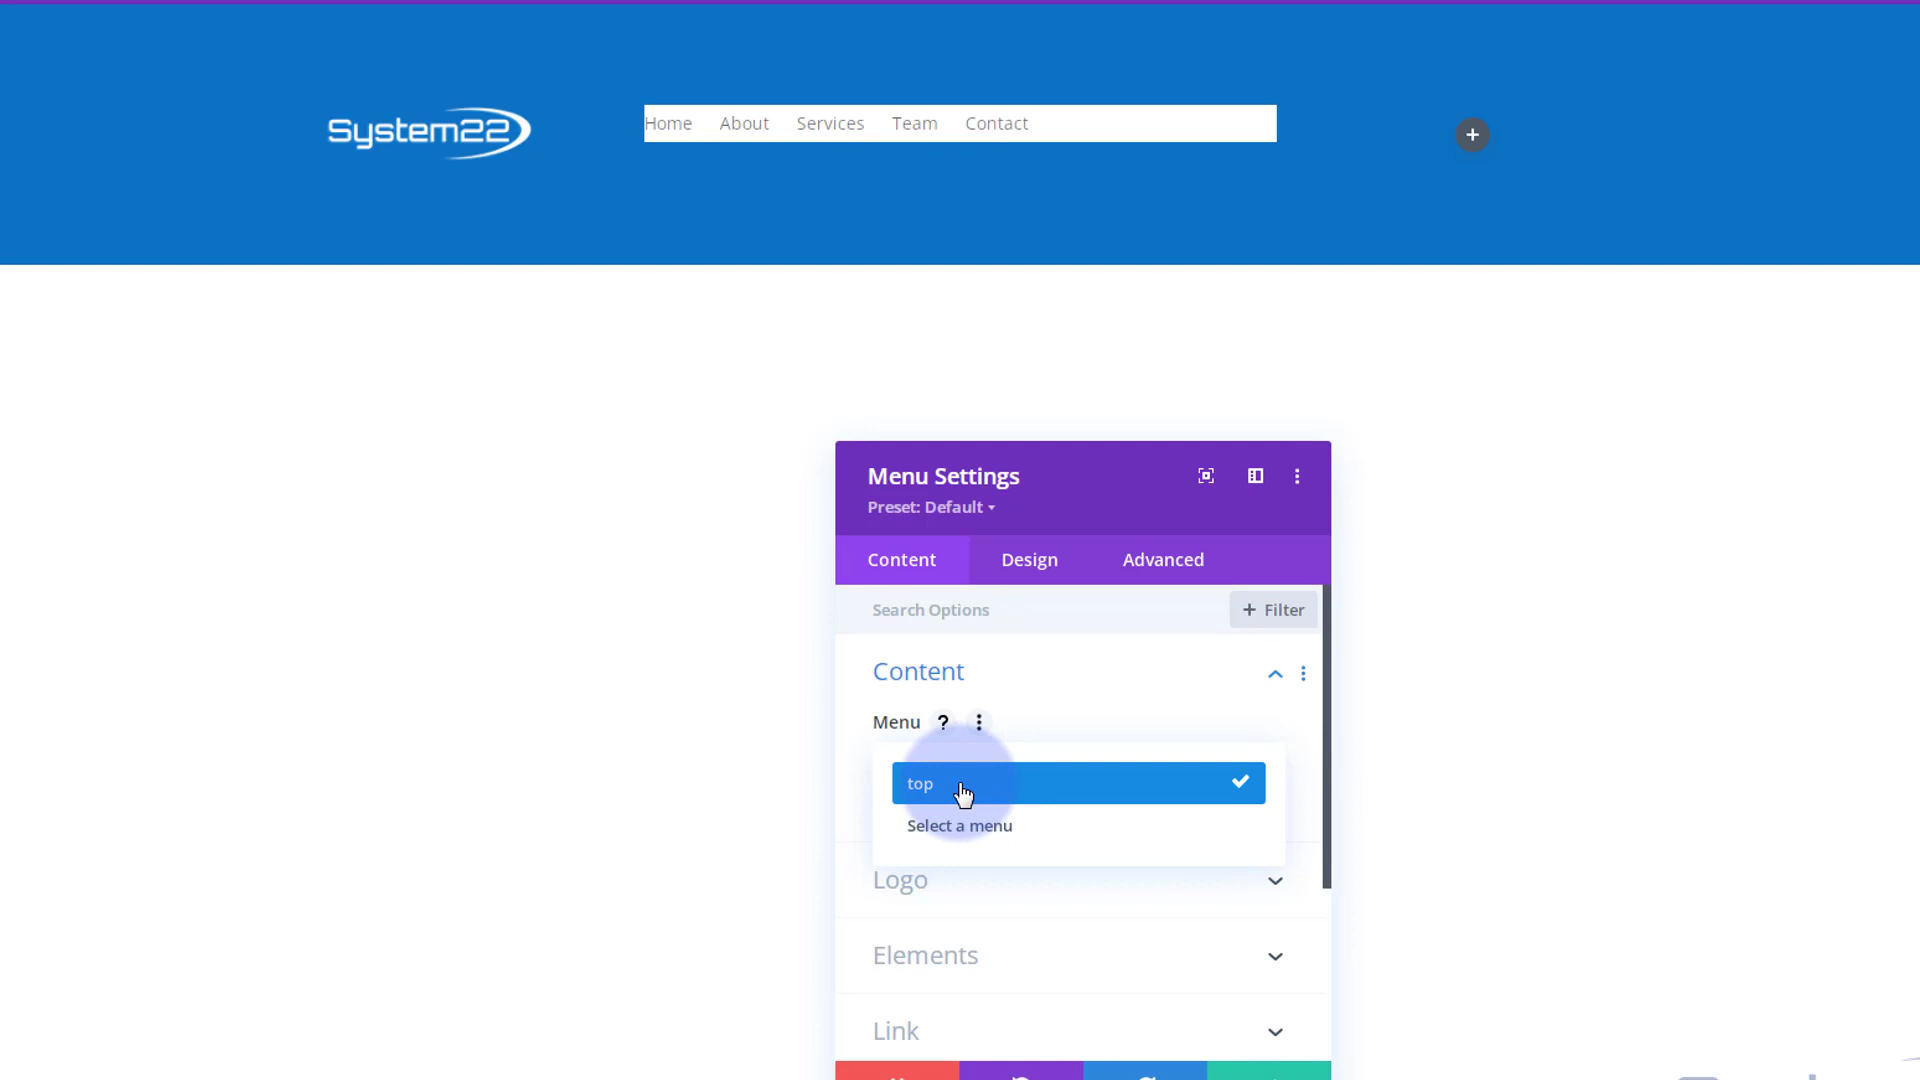 System22
Home About Services Team Contact
Menu Settings
Preset: Default
Content Design Advanced
Search Options
+ Filter
Content
Menu ?
top
Select a menu
Logo
Elements
Link